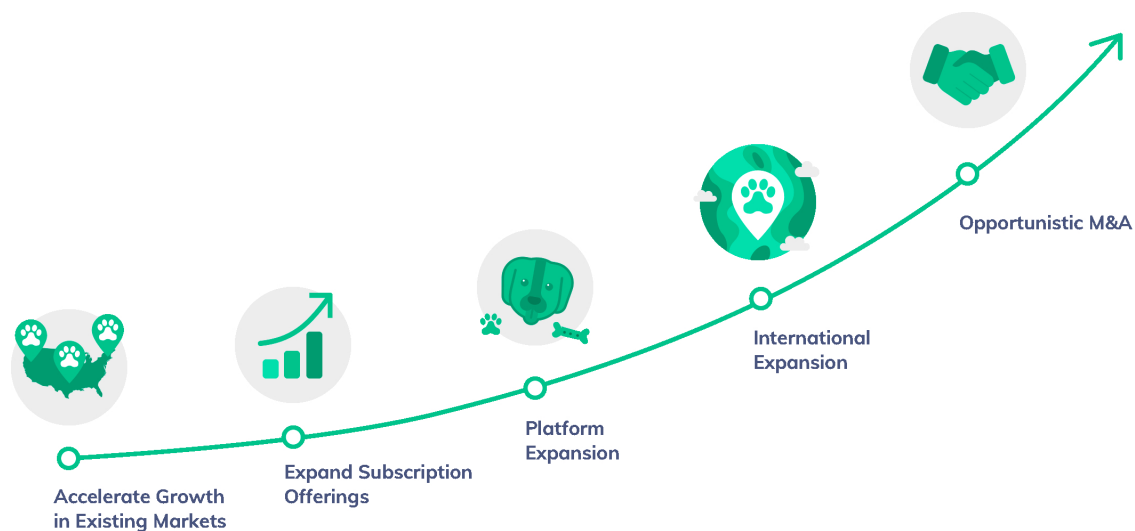 Accelerate Growth
in Existing Markets
Expand Subscription
Offerings
Platform
Expansion
International
Expansion
Opportunistic M&A